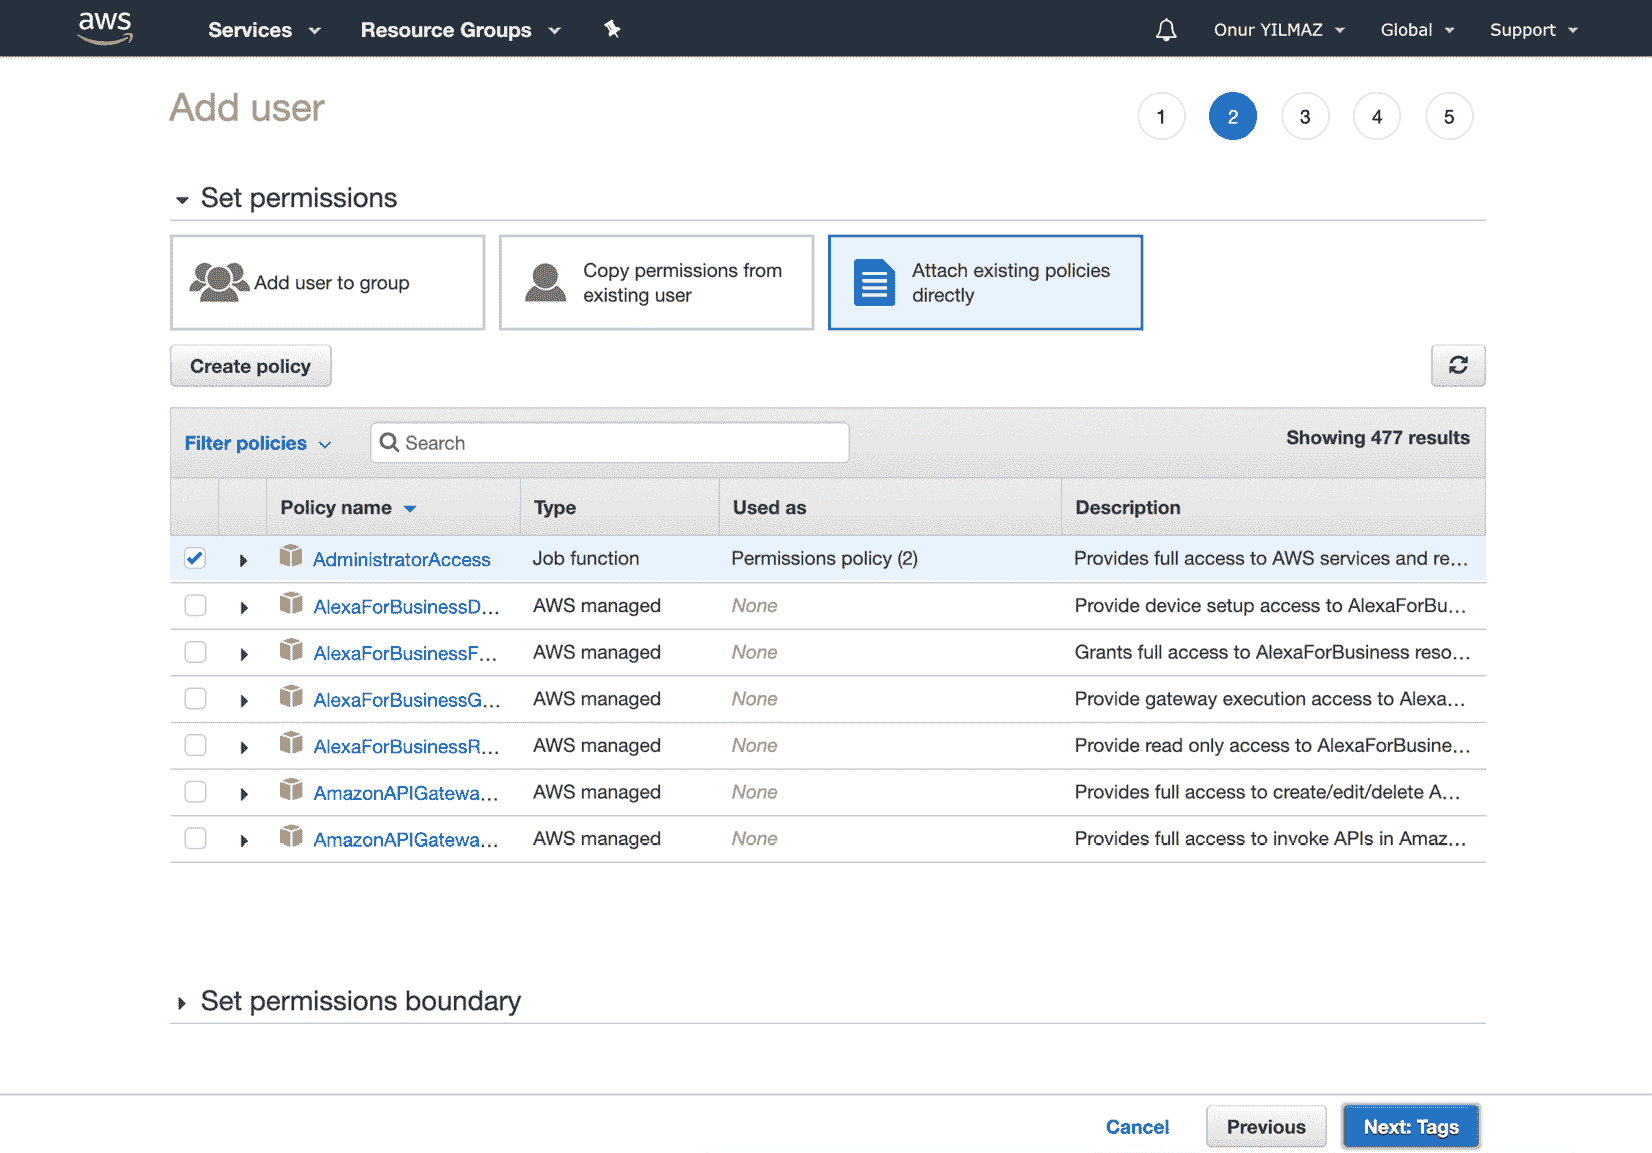 aws Services Resource Groups Onur YILMAZ Global Support
Add user
1 2 3 4 5
Set permissions
Add user to group
Copy permissions from
existing user
Attach existing policies
directly
Create policy
Filter policies Search Showing 477 results
Policy name Type Used as Description
AdministratorAccess Job function Permissions policy (2) Provides full access to AWS services and re...
AlexaForBusinessD... AWS managed None Provide device setup access to AlexaForBu...
AlexaForBusinessF... AWS managed None Grants full access to AlexaForBusiness reso...
AlexaForBusinessG... AWS managed None Provide gateway execution access to Alexa...
AlexaForBusinessR... AWS managed None Provide read only access to AlexaForBusine...
AmazonAPIGatewa... AWS managed None Provides full access to create/edit/delete A...
AmazonAPIGatewa... AWS managed None Provides full access to invoke APIs in Amaz...
Set permissions boundary
Cancel Previous Next: Tags